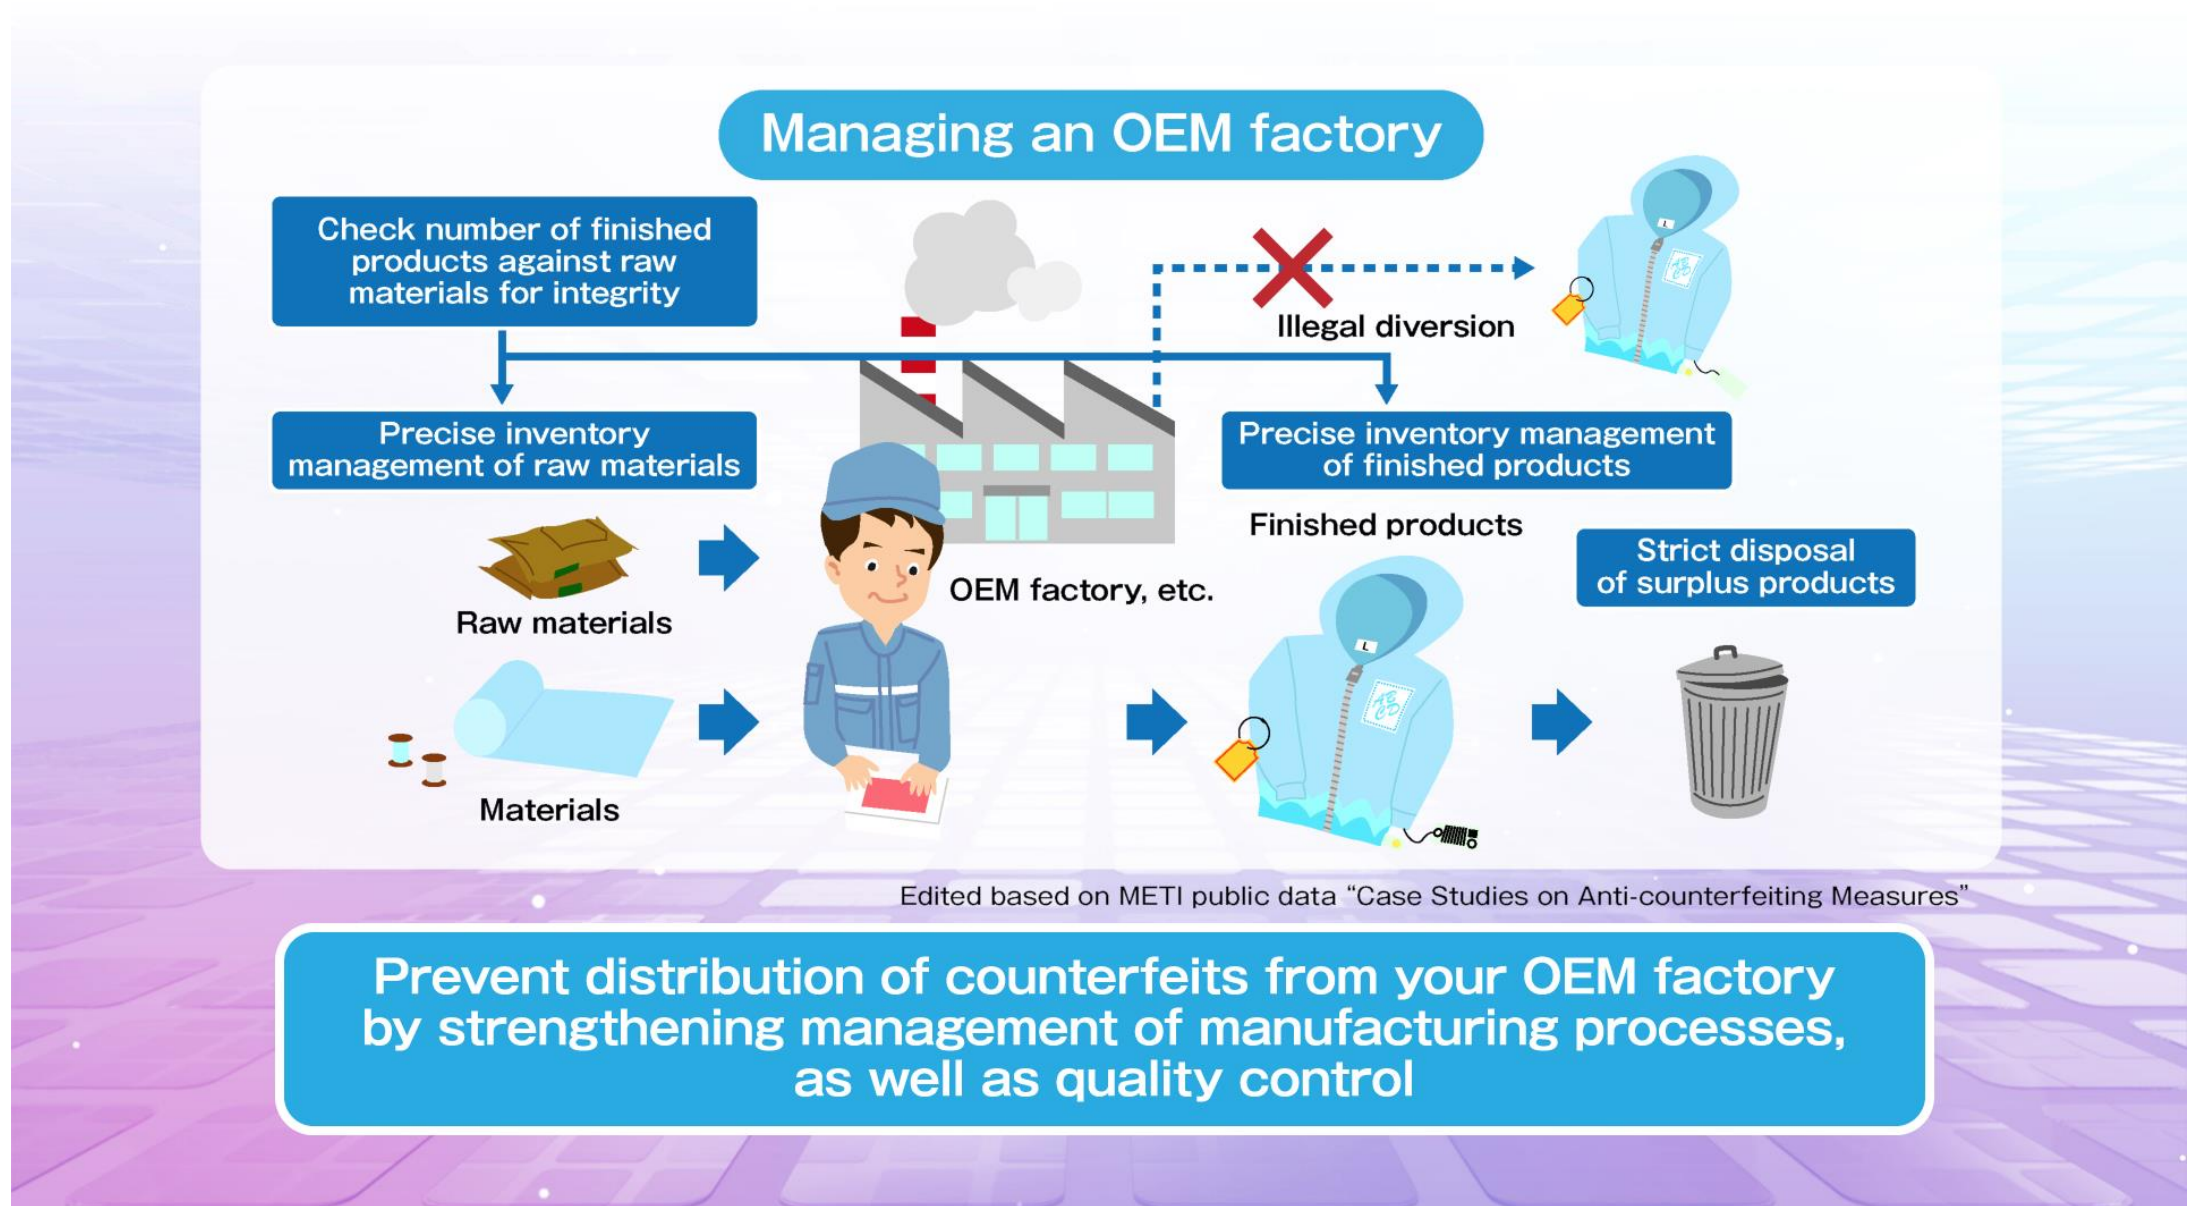 Managing an OEM factory
Check number of finished
products against raw
materials for integrity
Illegal diversion
L
Precise inventory
management of raw materials
Precise inventory management
of finished products
Raw materials
OEM factory, etc.
Finished products
Strict disposal
of surplus products
L
Materials
Edited based on METI public data “Case Studies on Anti-counterfeiting Measures”
Prevent distribution of counterfeits from your OEM factory
by strengthening management of manufacturing processes,
as well as quality control